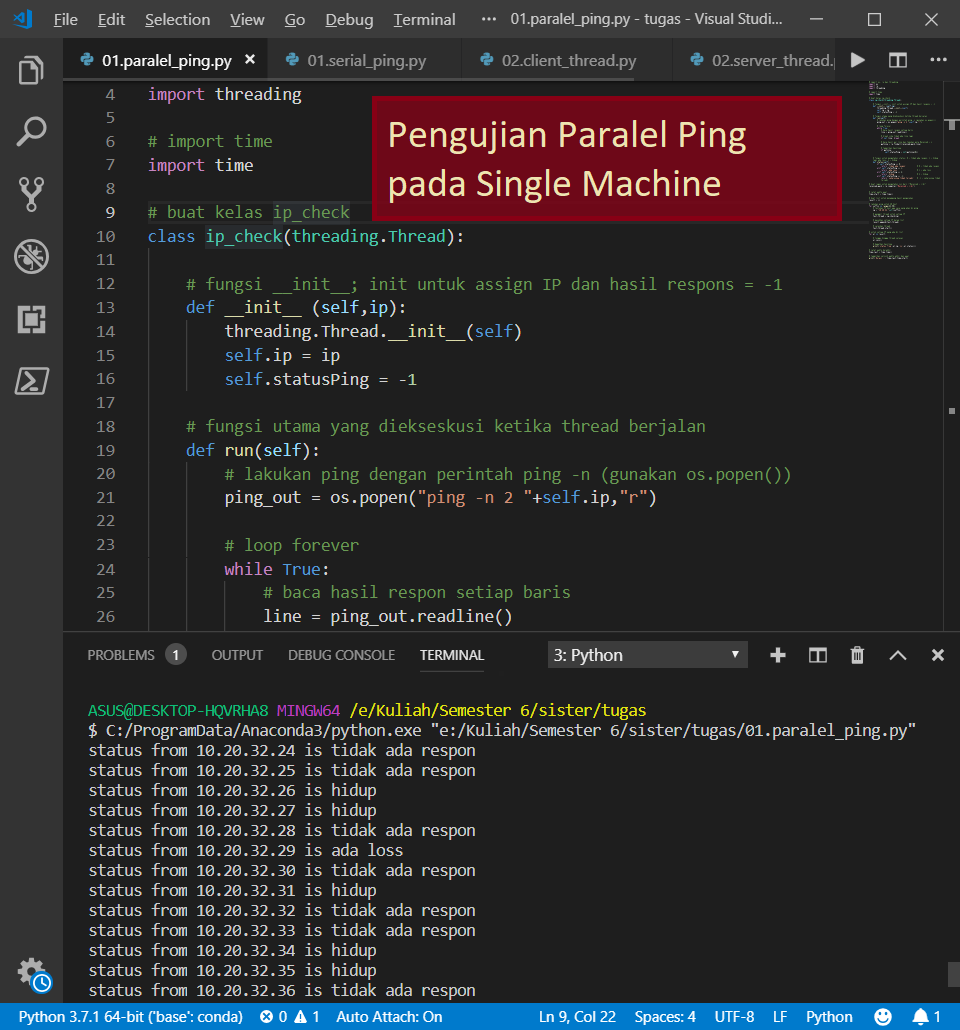 File Edit Selection View Go Debug Terminal ··· 01.paralel_ping.py - tugas - Visual Studi...
01.paralel_ping.py 01.serial_ping.py 02.client_thread.py 02.server_thread.p
4 import threading
5
6 # import time
7 import time
8
9 # buat kelas ip_check
10 class ip_check(threading.Thread):
11
12 # fungsi __init__; init untuk assign IP dan hasil respons = -1
13 def __init__ (self,ip):
14 threading.Thread.__init__(self)
15 self.ip = ip
16 self.statusPing = -1
17
18 # fungsi utama yang diekseskusi ketika thread berjalan
19 def run(self):
20 # lakukan ping dengan perintah ping -n (gunakan os.popen())
21 ping_out = os.popen("ping -n 2 "+self.ip,"r")
22
23 # loop forever
24 while True:
25 # baca hasil respon setiap baris
26 line = ping_out.readline()
Pengujian Paralel Ping
pada Single Machine
PROBLEMS 1 OUTPUT DEBUG CONSOLE TERMINAL 3: Python
ASUS@DESKTOP-HQVRHA8 MINGW64 /e/Kuliah/Semester 6/sister/tugas
$ C:/ProgramData/Anaconda3/python.exe "e:/Kuliah/Semester 6/sister/tugas/01.paralel_ping.py"
status from 10.20.32.24 is tidak ada respon
status from 10.20.32.25 is tidak ada respon
status from 10.20.32.26 is hidup
status from 10.20.32.27 is hidup
status from 10.20.32.28 is tidak ada respon
status from 10.20.32.29 is ada loss
status from 10.20.32.30 is tidak ada respon
status from 10.20.32.31 is hidup
status from 10.20.32.32 is tidak ada respon
status from 10.20.32.33 is tidak ada respon
status from 10.20.32.34 is hidup
status from 10.20.32.35 is hidup
status from 10.20.32.36 is tidak ada respon
Python 3.7.1 64-bit ('base': conda) 0 1 Auto Attach: On Ln 9, Col 22 Spaces: 4 UTF-8 LF Python 1